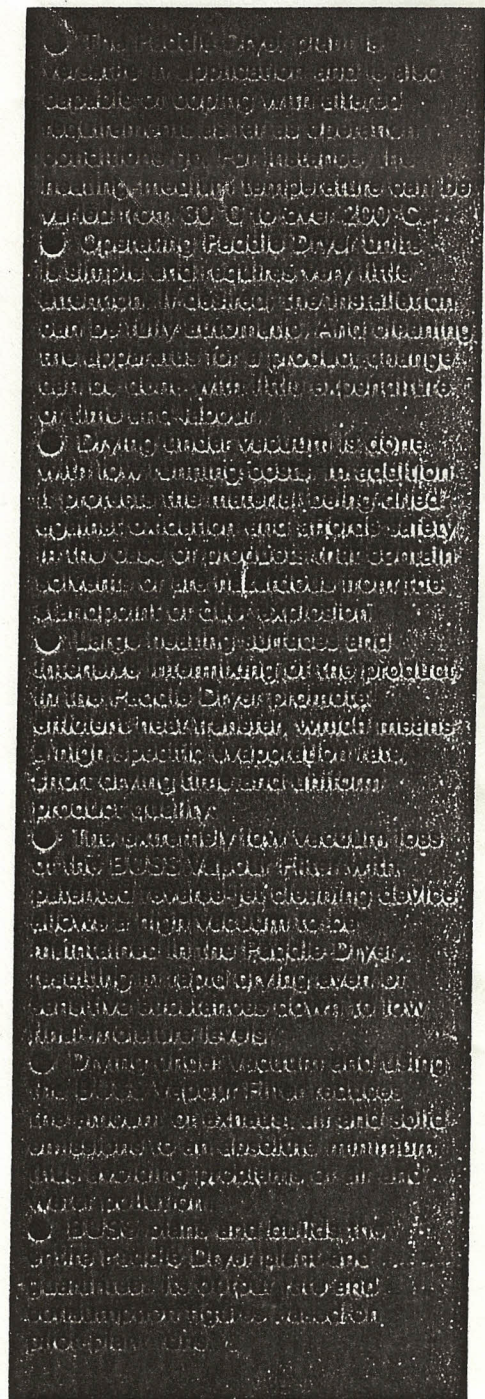 ● The Paddle Dryer plant is
versatile in application and is also
capable of coping with altered
requirements as far as operation
conditions go. For instance, the
heating-medium temperature can be
varied from 30°C to over 200°C.
● Operating Paddle Dryer units
is simple and requires very little
attention. If desired, the installation
can be fully automatic. And cleaning
the apparatus for a product change
can be done with little expenditure
of time and labour.
● Drying under vacuum is done
with low running costs. In addition
it protects the material being dried
against oxidation and affords safety
in the case of products that contain
solvents or are hazardous from the
standpoint of dust explosion.
● Large heating surfaces and
intensive intermixing of the product
in the Paddle Dryer promote
efficient heat transfer, which means
a high specific evaporation rate,
short drying time and uniform
product quality.
● The extremely low vacuum loss
of the BUSS Vapour Filter with
patented reverse-jet cleaning device
allows a high vacuum to be
maintained in the Paddle Dryer,
resulting in rapid drying even of
sensitive substances down to low
final-moisture levels.
● Drying under vacuum and using
the BUSS Vapour Filter reduces
the amount of exhaust air and solid
emissions to an absolute minimum,
thus avoiding problems of air and
water pollution.
● BUSS plans and builds the
entire Paddle Dryer plant and
guarantees its output rate and
consumption figures based on
pilot-plant tests.